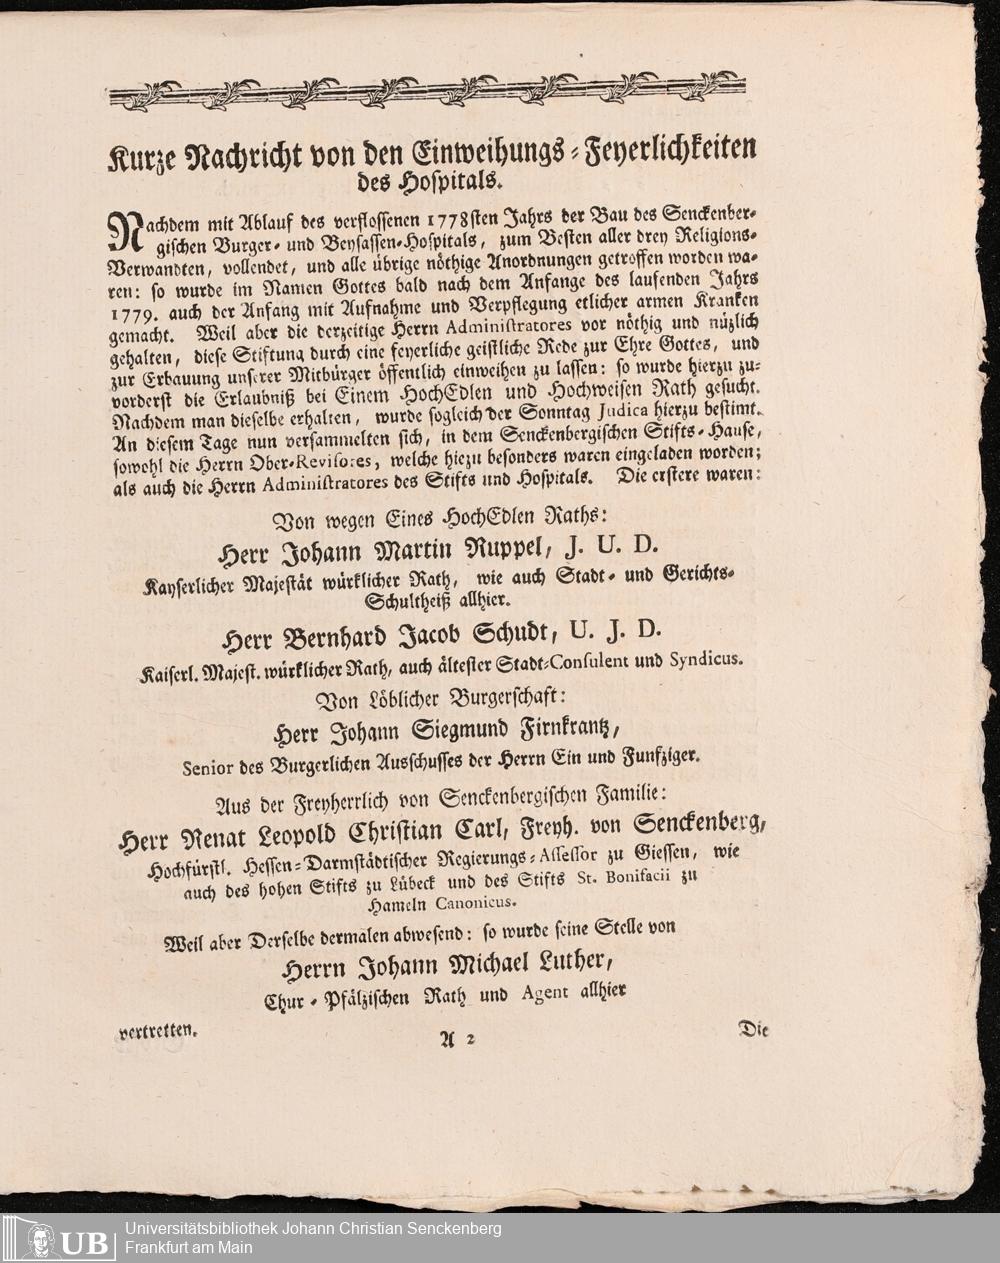 Kurze Nachricht von den Einweihungs-Feyerlichkeiten
des Hospitals.
Nachdem mit Ablauf des verflossenen 1778sten Jahrs der Bau des Senckenber-
gischen Burger- und Beysassen-Hospitals, zum Besten aller drey Religions-
Verwandten, vollendet, und alle übrige nöthige Anordnungen getroffen worden wa-
ren: so wurde im Namen Gottes bald nach dem Anfange des laufenden Jahrs
1779. auch der Anfang mit Aufnahme und Verpflegung etlicher armen Kranken
gemacht. Weil aber die derzeitige Herrn Administratores vor nöthig und nüzlich
gehalten, diese Stiftung durch eine feyerliche geistliche Rede zur Ehre Gottes, und
zur Erbauung unserer Mitbürger öffentlich einweihen zu lassen: so wurde hierzu zu-
vorderst die Erlaubniß bei Einem HochEdlen und Hochweisen Rath gesucht.
Nachdem man dieselbe erhalten, wurde sogleich der Sonntag Judica hierzu bestimt.
An diesem Tage nun versammelten sich, in dem Senckenbergischen Stifts-Hause,
sowohl die Herrn Ober-Revisores, welche hiezu besonders waren eingeladen worden;
als auch die Herrn Administratores des Stifts und Hospitals. Die erstere waren:
Von wegen Eines HochEdlen Raths:
Herr Johann Martin Ruppel, J. U. D.
Kayserlicher Majestät würklicher Rath, wie auch Stadt- und Gerichts-
Schultheiß allhier.
Herr Bernhard Jacob Schudt, U. J. D.
Kaiserl. Majest. würklicher Rath, auch ältester Stadt-Consulent und Syndicus.
Von Löblicher Burgerschaft:
Herr Johann Siegmund Firnkrantz,
Senior des Burgerlichen Ausschusses der Herrn Ein und Funfziger.
Aus der Freyherrlich von Senckenbergischen Familie:
Herr Renat Leopold Christian Carl, Freyh. von Senckenberg,
Hochfürstl. Hessen-Darmstädtischer Regierungs-Assessor zu Giessen, wie
auch des hohen Stifts zu Lübeck und des Stifts St. Bonifacii zu
Hameln Canonicus.
Weil aber Derselbe dermalen abwesend: so wurde seine Stelle von
Herrn Johann Michael Luther,
Chur-Pfälzischen Rath und Agent allhier
vertretten.
A 2
Die
UB
Universitätsbibliothek Johann Christian Senckenberg
Frankfurt am Main